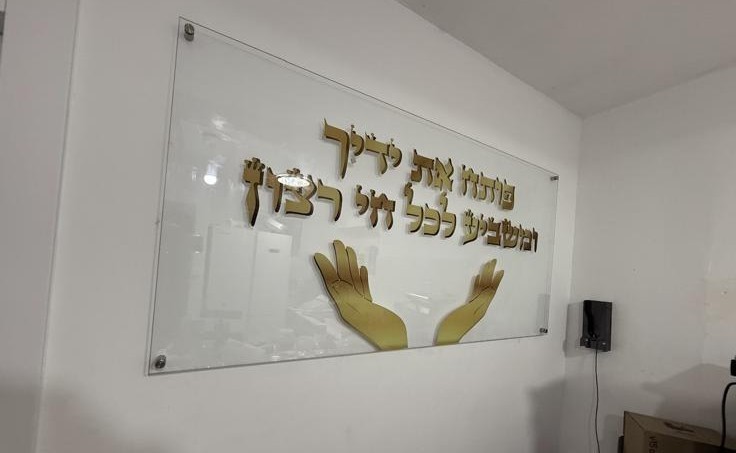 פותח את ידיך
ומשביע לכל חי רצון